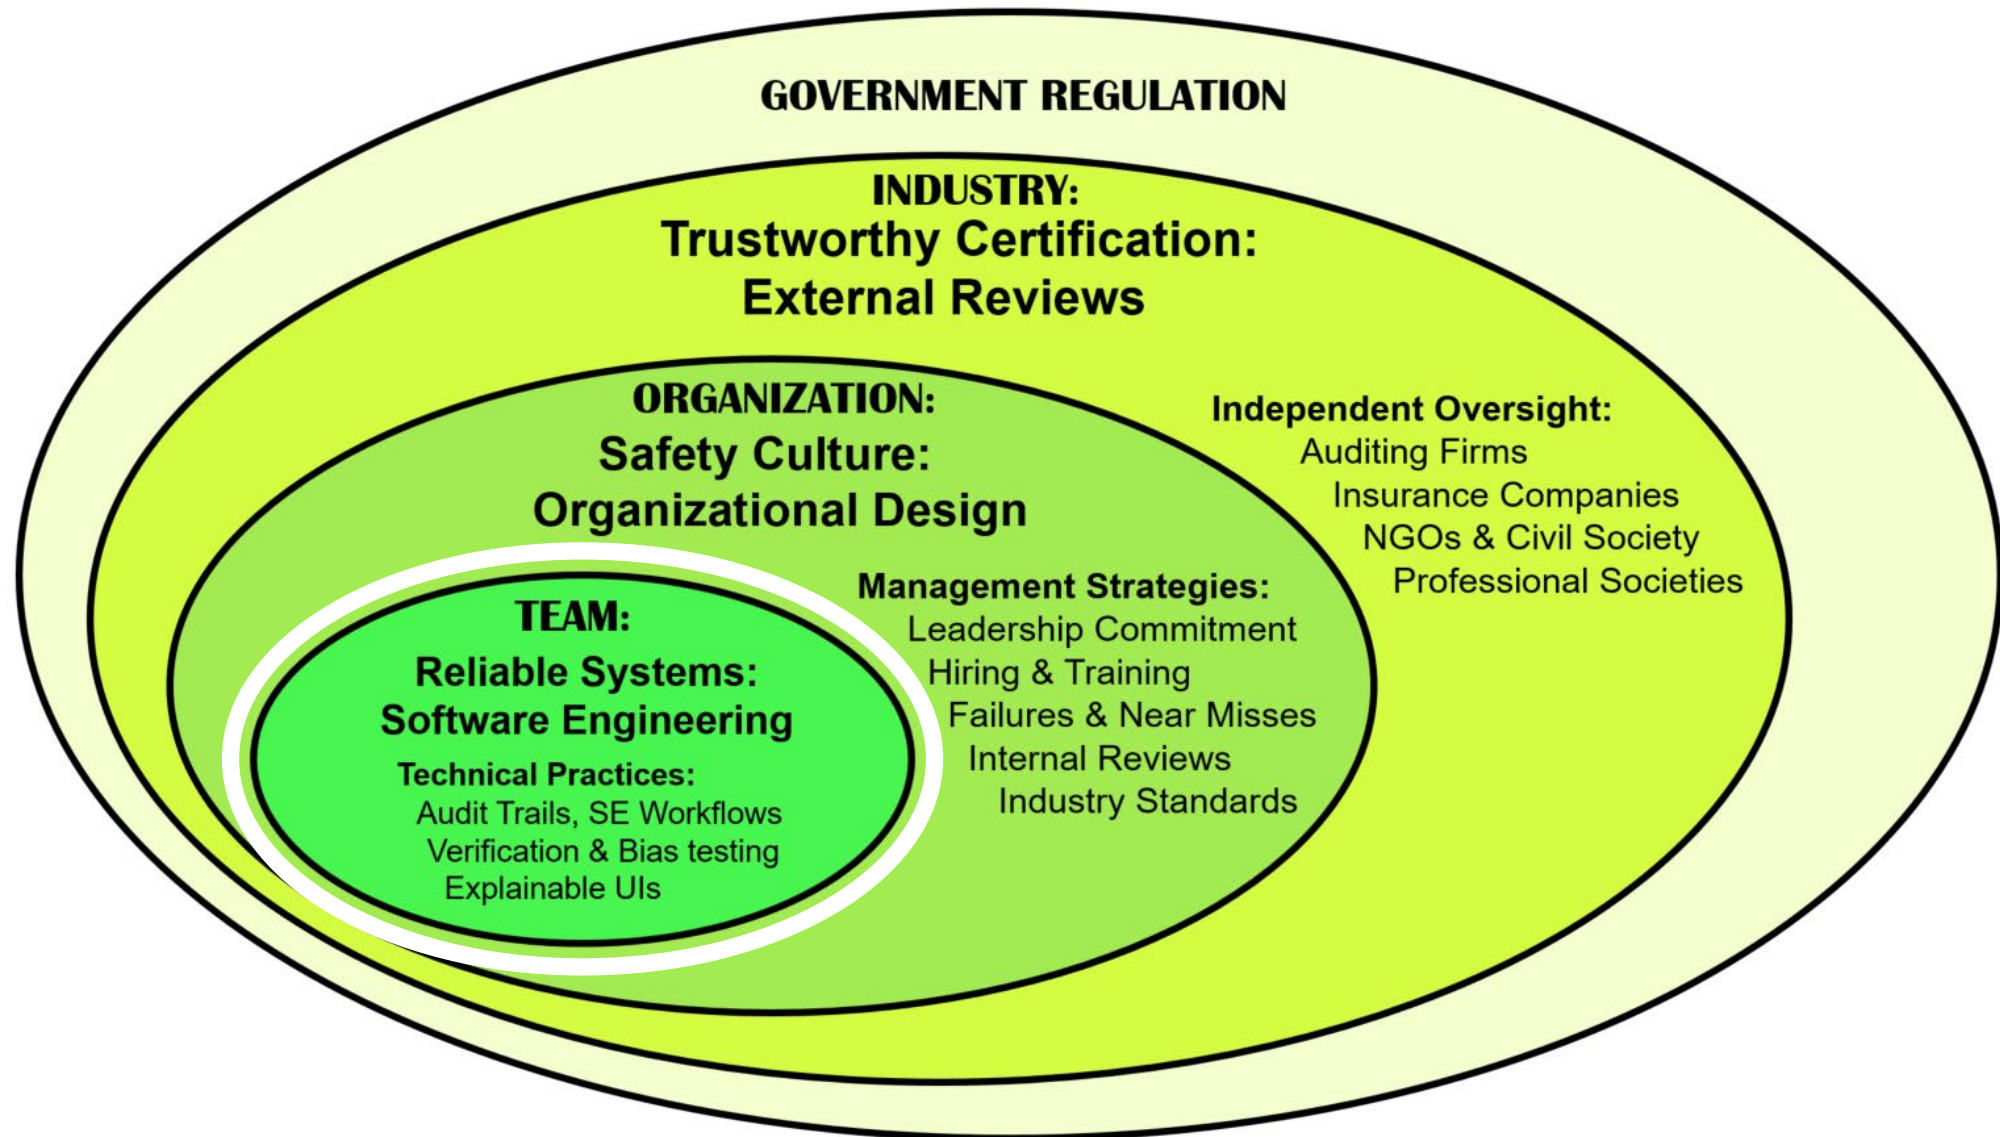 GOVERNMENT REGULATION
INDUSTRY:
Trustworthy Certification:
External Reviews
ORGANIZATION:
Safety Culture:
Organizational Design
Independent Oversight:
Auditing Firms
Insurance Companies
NGOs & Civil Society
Professional Societies
Management Strategies:
Leadership Commitment
Hiring & Training
Failures & Near Misses
Internal Reviews
Industry Standards
TEAM:
Reliable Systems:
Software Engineering
Technical Practices:
Audit Trails, SE Workflows
Verification & Bias testing
Explainable UIs